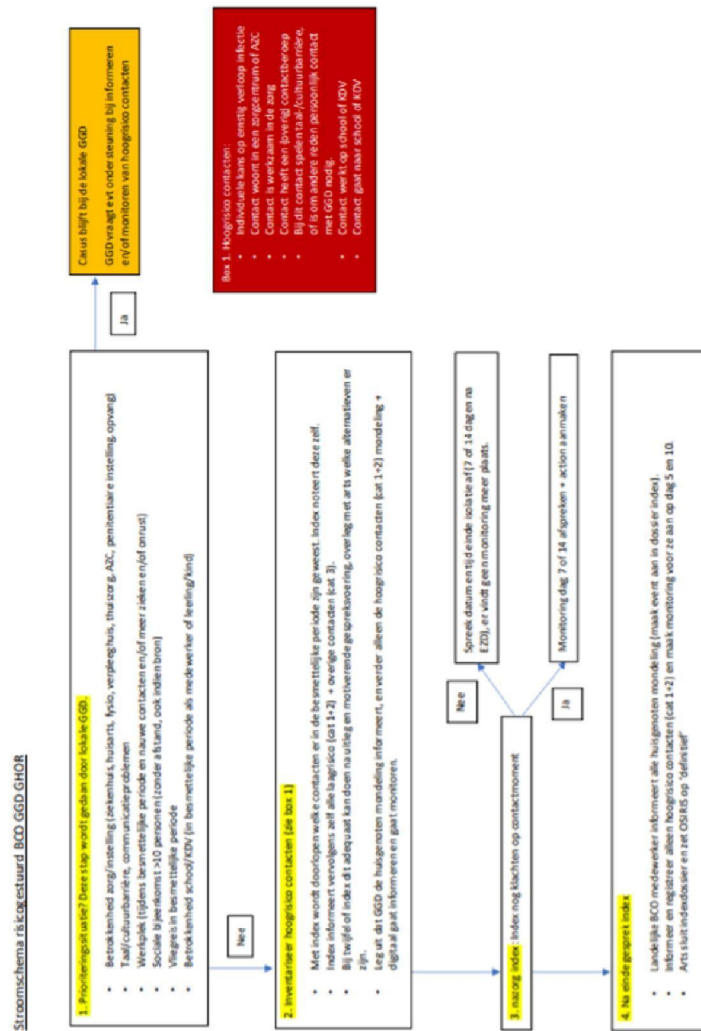 Stroomschema risicogestuurd BCO GGD GHOR
1. Prioriteringsituatie? Deze stap wordt gedaan door lokale GGD.
• Betrokkenheid zorg/instelling (ziekenhuis, huisarts, fysio, verpleeghuis, thuiszorg, AZC, penitentiaire instelling, opvang)
• Taal/cultuurbarrière, communicatieproblemen
• Werkplek (tijdens besmettelijke periode en nauwe contacten en/of meer zieken en/of onrust)
• Sociale bijeenkomst >10 personen (zonder afstand, ook indien bron)
• Vliegreis in besmettelijke periode
• Betrokkenheid school/KDV (in besmettelijke periode als medewerker of leerling/kind)
Ja
Casus blijft bij de lokale GGD
GGD vraagt evt ondersteuning bij informeren
en/of monitoren van hoogrisico contacten
Nee
2. Inventariseer hoogrisico contacten (zie box 1)
• Met index wordt doorlopen welke contacten er in de besmettelijke periode zijn geweest. Index noteert deze zelf.
• Index informeert vervolgens zelf alle laagrisico (cat 1+2) + overige contacten (cat 3).
• Bij twijfel of index dit adequaat kan doen na uitleg en motiverende gespreksvoering, overleg met arts welke alternatieven er
zijn.
• Leg uit dat GGD de huisgenoten mondeling informeert, en verder alleen de hoogrisico contacten (cat 1+2) mondeling +
digitaal gaat informeren en gaat monitoren.
Box 1. Hoogrisico contacten:
• Individuele kans op ernstig verloop infectie
• Contact woont in een zorgcentrum of AZC
• Contact is werkzaam in de zorg
• Contact heeft een (overig) contactberoep
• Bij dit contact spelen taal-/cultuurbarrière,
of is om andere reden persoonlijk contact
met GGD nodig.
• Contact werkt op school of KDV
• Contact gaat naar school of KDV
3. nazorg index: Index nog klachten op contactmoment
Nee
Spreek datum en tijd einde isolatie af (7 of 14 dagen na
EZD), er vindt geen monitoring meer plaats.
Ja
Monitoring dag 7 of 14 afspreken + action aanmaken
4. Na eindegesprek index
• Landelijke BCO medewerker informeert alle huisgenoten mondeling (maak event aan in dossier index).
• Informeer en registreer alleen hoogrisico contacten (cat 1+2) en maak monitoring voor ze aan op dag 5 en 10.
• Arts sluit indexdossier en zet OSIRIS op 'definitief'